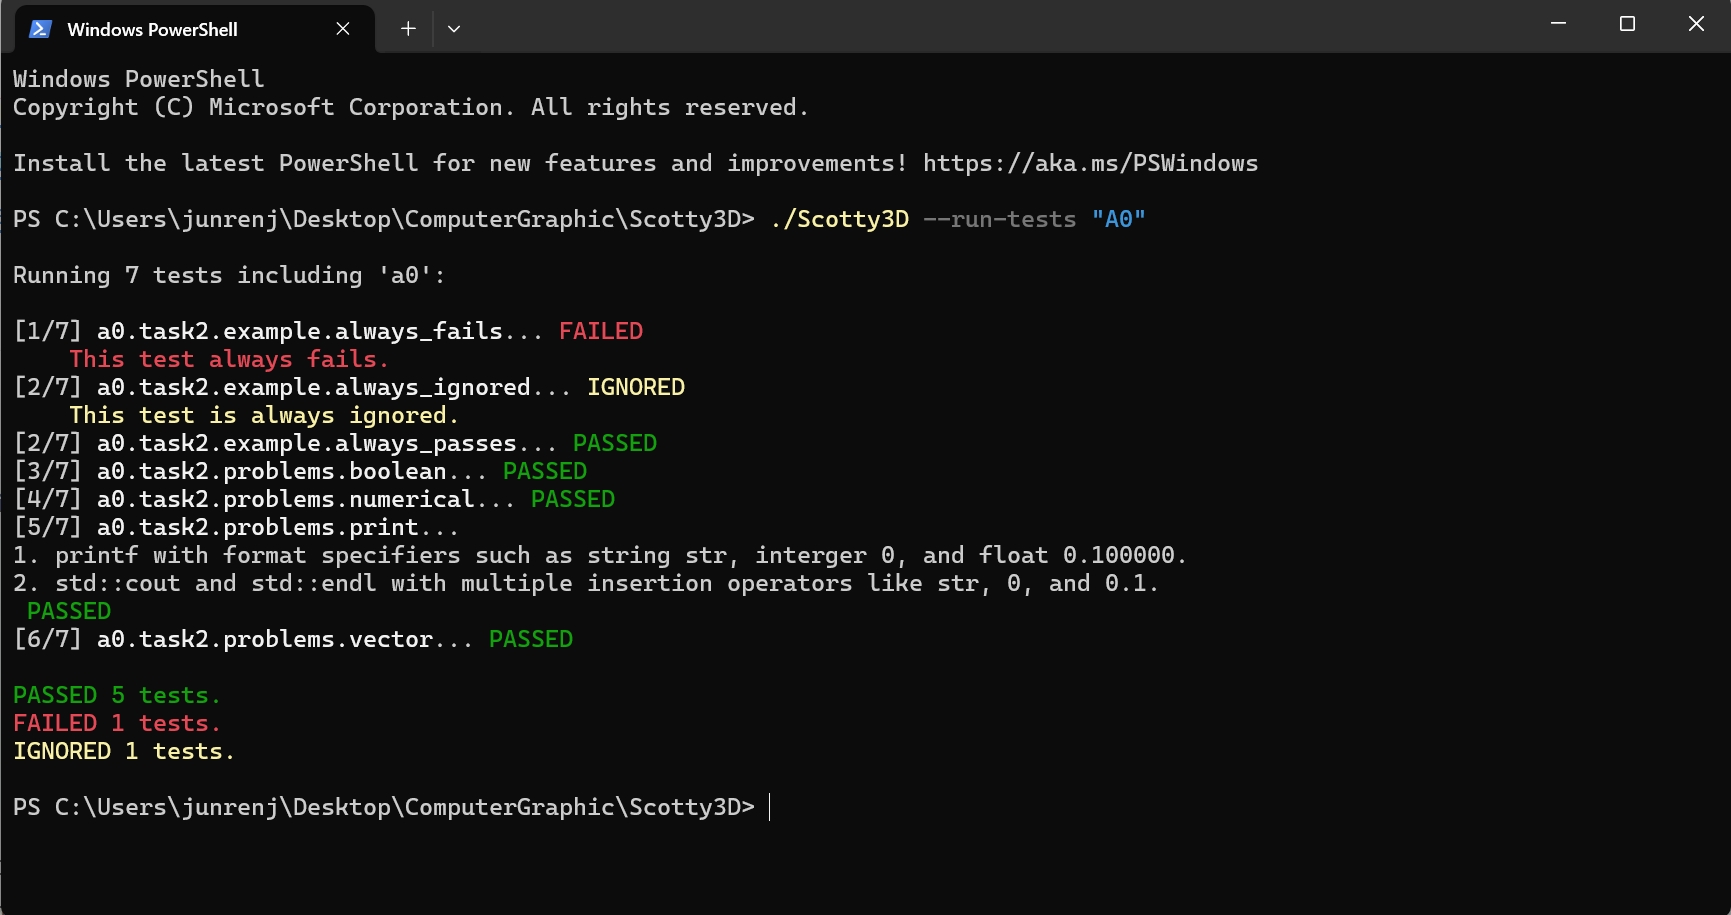 Windows PowerShell
Windows PowerShell
Copyright (C) Microsoft Corporation. All rights reserved.
Install the latest PowerShell for new features and improvements! https://aka.ms/PSWindows
PS C:\Users\junrenj\Desktop\ComputerGraphic\Scotty3D> ./Scotty3D --run-tests "A0"
Running 7 tests including 'a0':
[1/7] a0.task2.example.always_fails... FAILED
This test always fails.
[2/7] a0.task2.example.always_ignored... IGNORED
This test is always ignored.
[2/7] a0.task2.example.always_passes... PASSED
[3/7] a0.task2.problems.boolean... PASSED
[4/7] a0.task2.problems.numerical... PASSED
[5/7] a0.task2.problems.print...
1. printf with format specifiers such as string str, interger 0, and float 0.100000.
2. std::cout and std::endl with multiple insertion operators like str, 0, and 0.1.
PASSED
[6/7] a0.task2.problems.vector... PASSED
PASSED 5 tests.
FAILED 1 tests.
IGNORED 1 tests.
PS C:\Users\junrenj\Desktop\ComputerGraphic\Scotty3D>